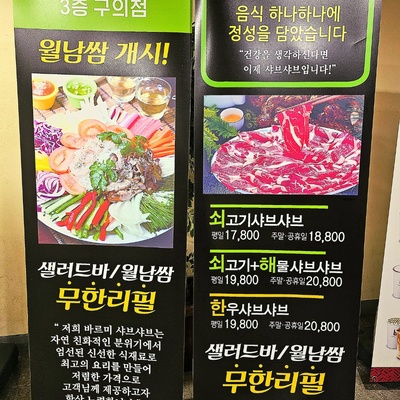 3층 구의점
월남쌈 개시!
샐러드바/월남쌈
무한리필
"저희 바르미 샤브샤브는
자연 친화적인 분위기에서
엄선된 신선한 식재료로
최고의 요리를 만들어
저렴한 가격으로
고객님께 제공하고자
음식 하나하나에
정성을 담았습니다
"건강을 생각하신다면
이제 샤브샤브입니다!"
쇠고기샤브샤브
평일 17,800 주말·공휴일 18,800
쇠고기+해물샤브샤브
평일 19,800 주말·공휴일 20,800
한우샤브샤브
평일 19,800 주말·공휴일 20,800
샐러드바/월남쌈
무한리필